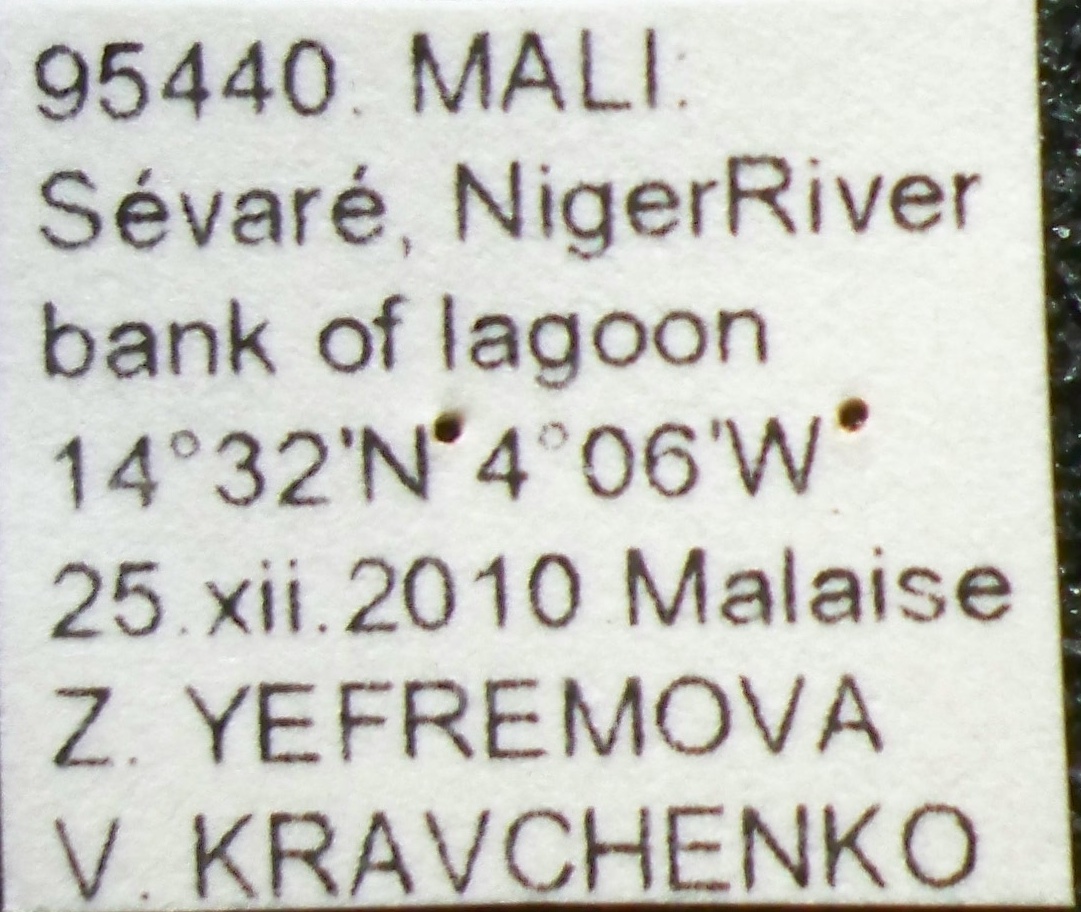 95440. MALI.
Sévaré, NigerRiver
bank of lagoon
14°32'N 4°06'W
25.xii.2010 Malaise
Z. YEFREMOVA
V. KRAVCHENKO